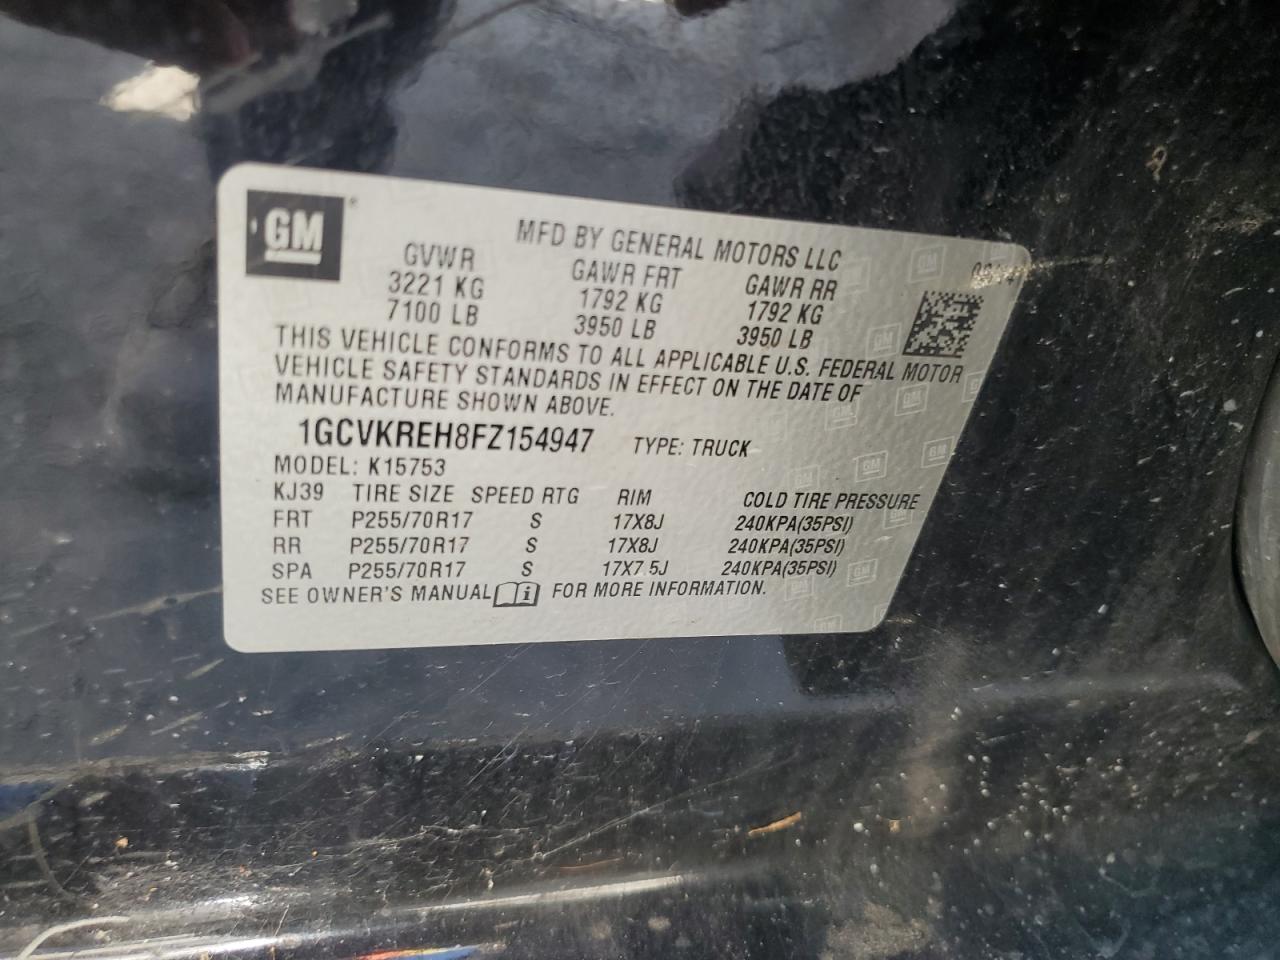 GM®
MFD BY GENERAL MOTORS LLC
GVWR GAWR FRT GAWR RR
3221 KG 1792 KG 1792 KG
7100 LB 3950 LB 3950 LB
THIS VEHICLE CONFORMS TO ALL APPLICABLE U.S. FEDERAL MOTOR
VEHICLE SAFETY STANDARDS IN EFFECT ON THE DATE OF
MANUFACTURE SHOWN ABOVE.
1GCVKREH8FZ154947 TYPE: TRUCK
MODEL: K15753
KJ39 TIRE SIZE SPEED RTG RIM COLD TIRE PRESSURE
FRT P255/70R17 S 17X8J 240KPA(35PSI)
RR P255/70R17 S 17X8J 240KPA(35PSI)
SPA P255/70R17 S 17X7.5J 240KPA(35PSI)
SEE OWNER'S MANUAL FOR MORE INFORMATION.